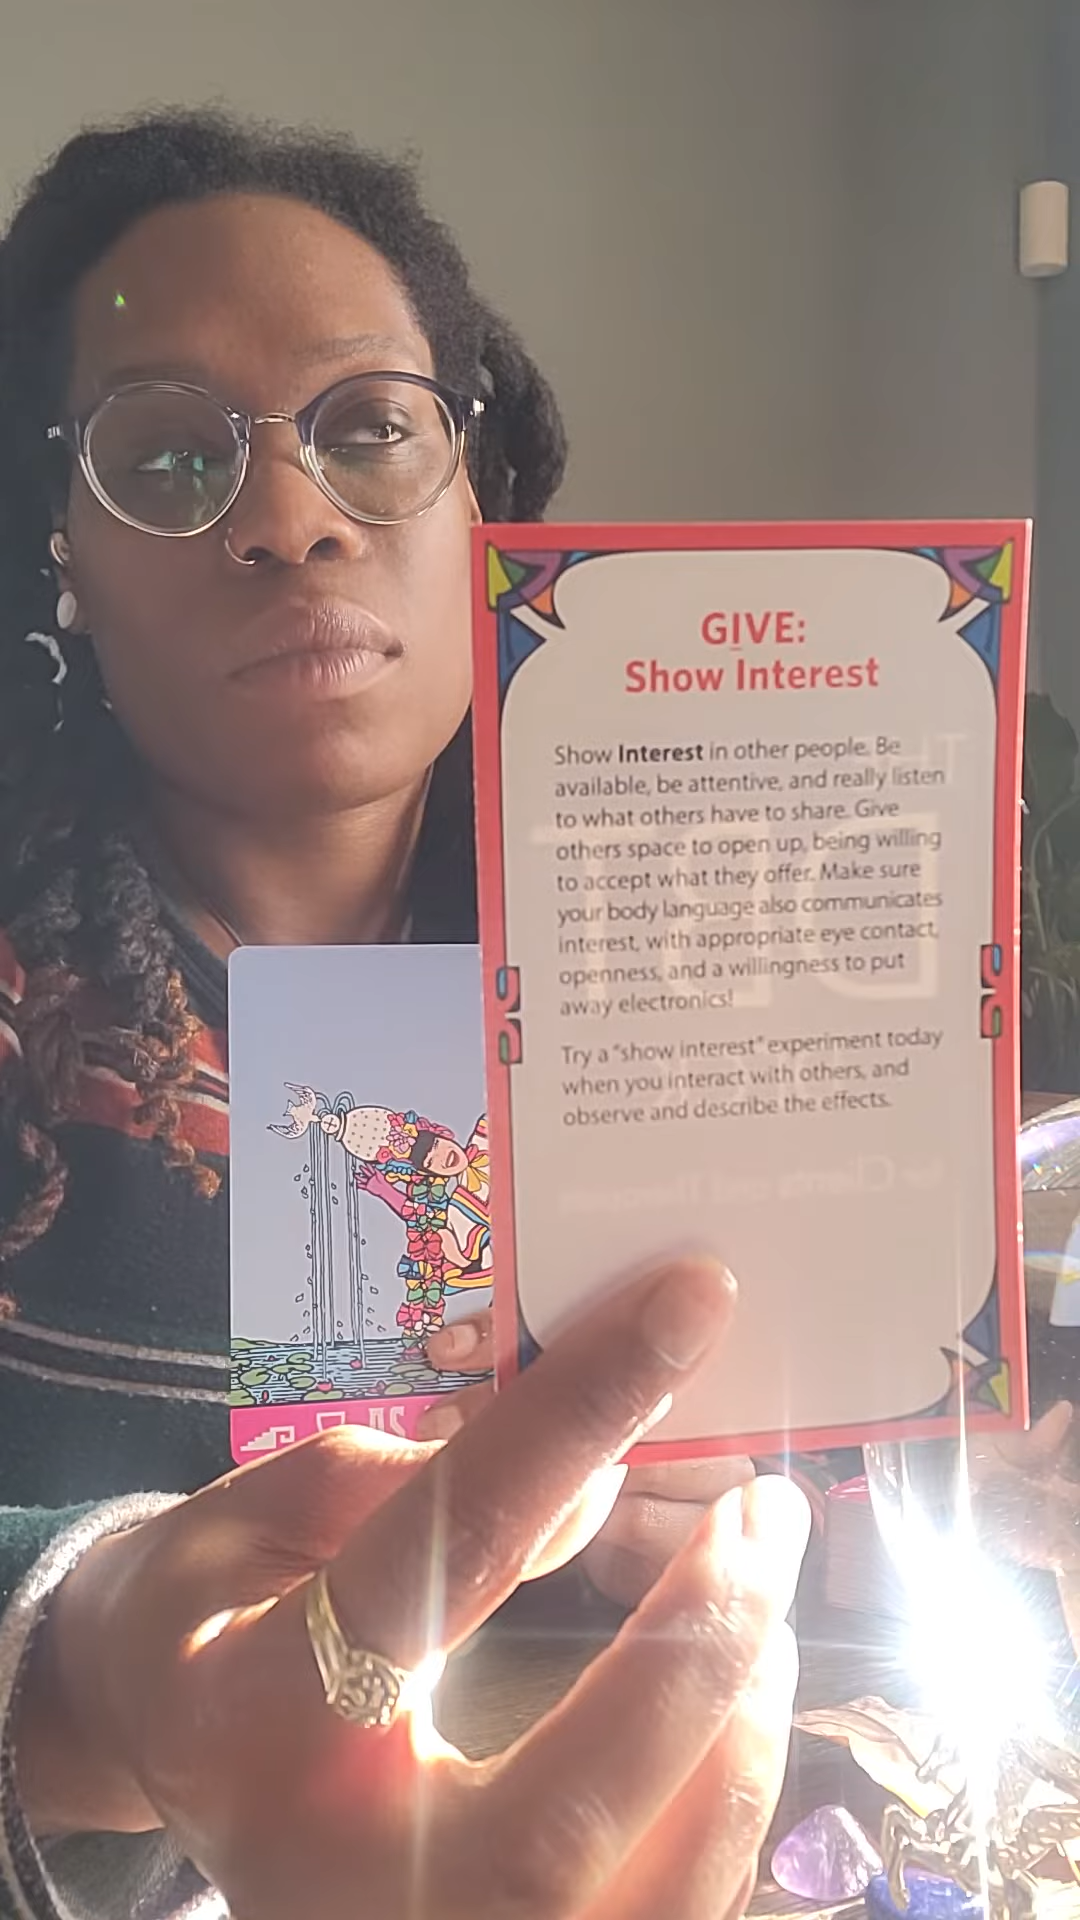 GIVE:
Show Interest
Show Interest in other people. Be
available, be attentive, and really listen
to what others have to share. Give
others space to open up, being willing
to accept what they offer. Make sure
your body language also communicates
interest, with appropriate eye contact,
openness, and a willingness to put
away electronics!
Try a "show interest" experiment today
when you interact with others, and
observe and describe the effects.
AS